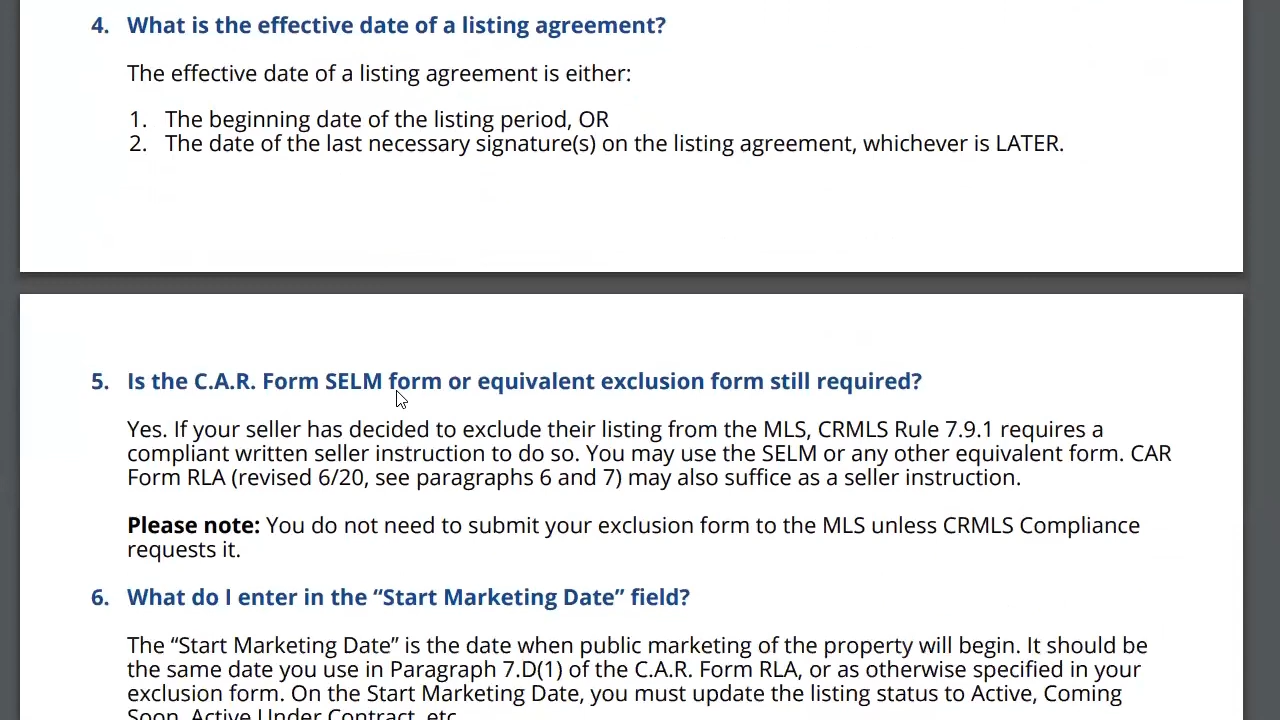 4. What is the effective date of a listing agreement?
The effective date of a listing agreement is either:
1. The beginning date of the listing period, OR
2. The date of the last necessary signature(s) on the listing agreement, whichever is LATER.
5. Is the C.A.R. Form SELM form or equivalent exclusion form still required?
Yes. If your seller has decided to exclude their listing from the MLS, CRMLS Rule 7.9.1 requires a
compliant written seller instruction to do so. You may use the SELM or any other equivalent form. CAR
Form RLA (revised 6/20, see paragraphs 6 and 7) may also suffice as a seller instruction.
Please note: You do not need to submit your exclusion form to the MLS unless CRMLS Compliance
requests it.
6. What do I enter in the “Start Marketing Date” field?
The “Start Marketing Date” is the date when public marketing of the property will begin. It should be
the same date you use in Paragraph 7.D(1) of the C.A.R. Form RLA, or as otherwise specified in your
exclusion form. On the Start Marketing Date, you must update the listing status to Active, Coming
Soon, Active Under Contract, etc.